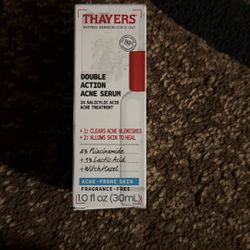 THAYERS
NATURAL REMEDIES SINCE 1847
DOUBLE
ACTION
ACNE SERUM
2% SALICYLIC ACID
ACNE TREATMENT
+ 1: CLEARS ACNE BLEMISHES
+ 2: ALLOWS SKIN TO HEAL
4% Niacinamide
+ 5% Lactic Acid
+ Witch Hazel
ACNE-PRONE SKIN
FRAGRANCE-FREE
1.0 fl oz (30mL)